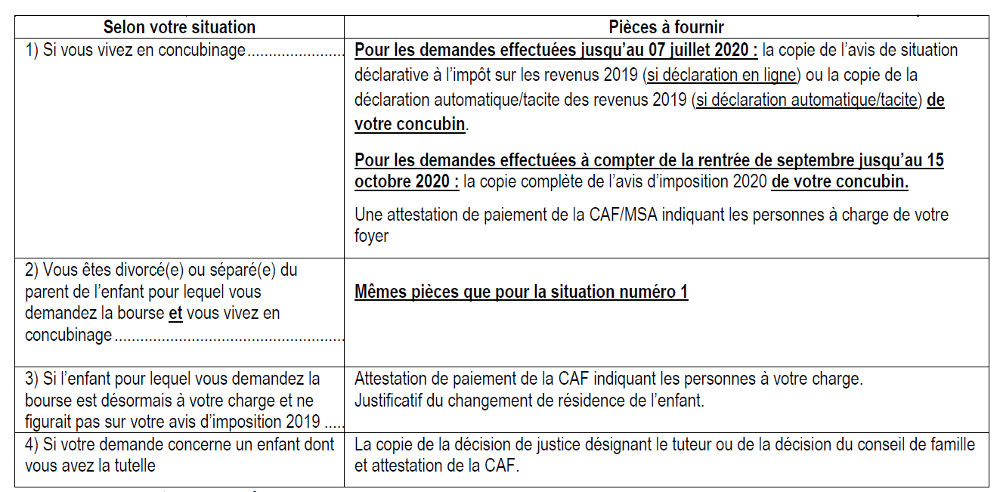 Selon votre situation
Pièces à fournir
1) Si vous vivez en concubinage.......................
Pour les demandes effectuées jusqu’au 07 juillet 2020 : la copie de l’avis de situation
déclarative à l’impôt sur les revenus 2019 (si déclaration en ligne) ou la copie de la
déclaration automatique/tacite des revenus 2019 (si déclaration automatique/tacite) de
votre concubin.
Pour les demandes effectuées à compter de la rentrée de septembre jusqu’au 15
octobre 2020 : la copie complète de l’avis d’imposition 2020 de votre concubin.
Une attestation de paiement de la CAF/MSA indiquant les personnes à charge de votre
foyer
2) Vous êtes divorcé(e) ou séparé(e) du
parent de l’enfant pour lequel vous
demandez la bourse et vous vivez en
concubinage......................................................
Mêmes pièces que pour la situation numéro 1
3) Si l’enfant pour lequel vous demandez la
bourse est désormais à votre charge et ne
figurait pas sur votre avis d’imposition 2019 .....
Attestation de paiement de la CAF indiquant les personnes à votre charge.
Justificatif du changement de résidence de l’enfant.
4) Si votre demande concerne un enfant dont
vous avez la tutelle
La copie de la décision de justice désignant le tuteur ou de la décision du conseil de famille
et attestation de la CAF.